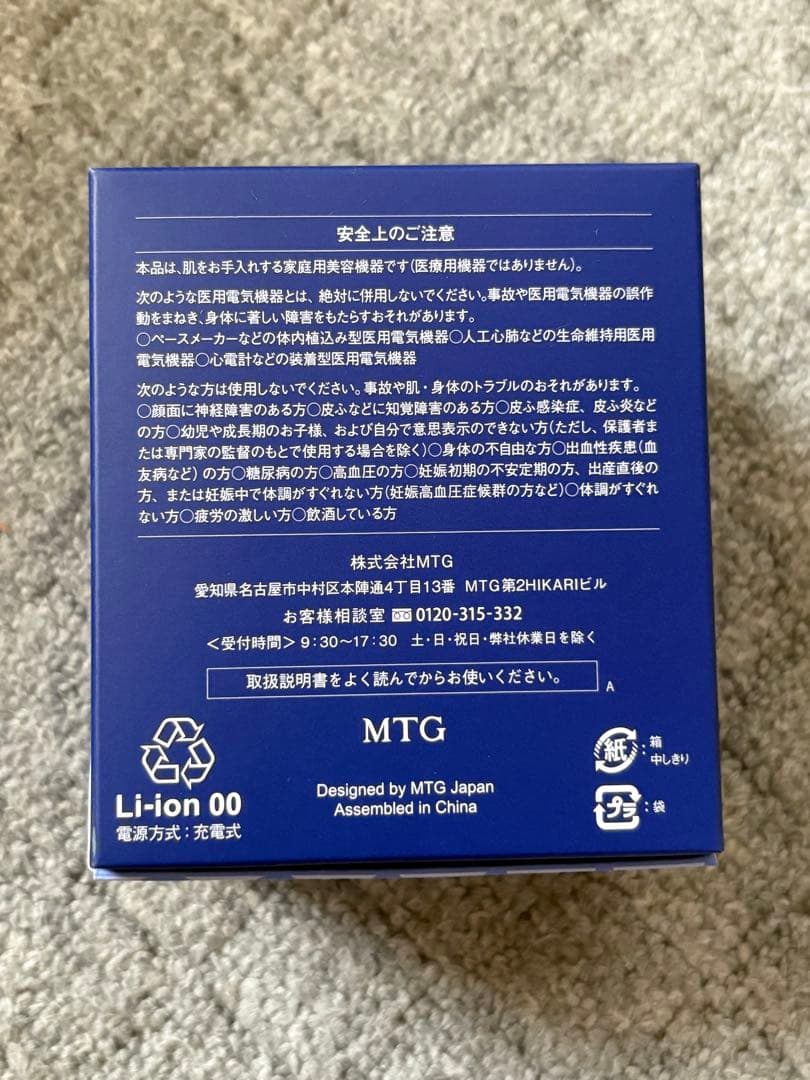 安全上のご注意
本品は、肌をお手入れする家庭用美容機器です(医療用機器ではありません)。
次のような医用電気機器とは、絶対に併用しないでください。事故や医用電気機器の誤作
動をまねき、身体に著しい障害をもたらすおそれがあります。
○ペースメーカーなどの体内植込み型医用電気機器○人工心肺などの生命維持用医用
電気機器○心電計などの装着型医用電気機器
次のような方は使用しないでください。事故や肌・身体のトラブルのおそれがあります。
○顔面に神経障害のある方○皮ふなどに知覚障害のある方○皮ふ感染症、皮ふ炎など
の方○幼児や成長期のお子様、および自分で意思表示のできない方(ただし、保護者ま
たは専門家の監督のもとで使用する場合を除く)○身体の不自由な方○出血性疾患(血
友病など)の方○糖尿病の方○高血圧の方○妊娠初期の不安定期の方、出産直後の
方、または妊娠中で体調がすぐれない方(妊娠高血圧症候群の方など)○体調がすぐれ
ない方○疲労の激しい方○飲酒している方
株式会社MTG
愛知県名古屋市中村区本陣通4丁目13番 MTG第2HIKARIビル
お客様相談室 0120-315-332
<受付時間> 9:30〜17:30 土・日・祝日・弊社休業日を除く
取扱説明書をよく読んでからお使いください。
A
MTG
Designed by MTG Japan
Assembled in China
Li-ion 00
電源方式:充電式
紙:箱
中しきり
プラ:袋